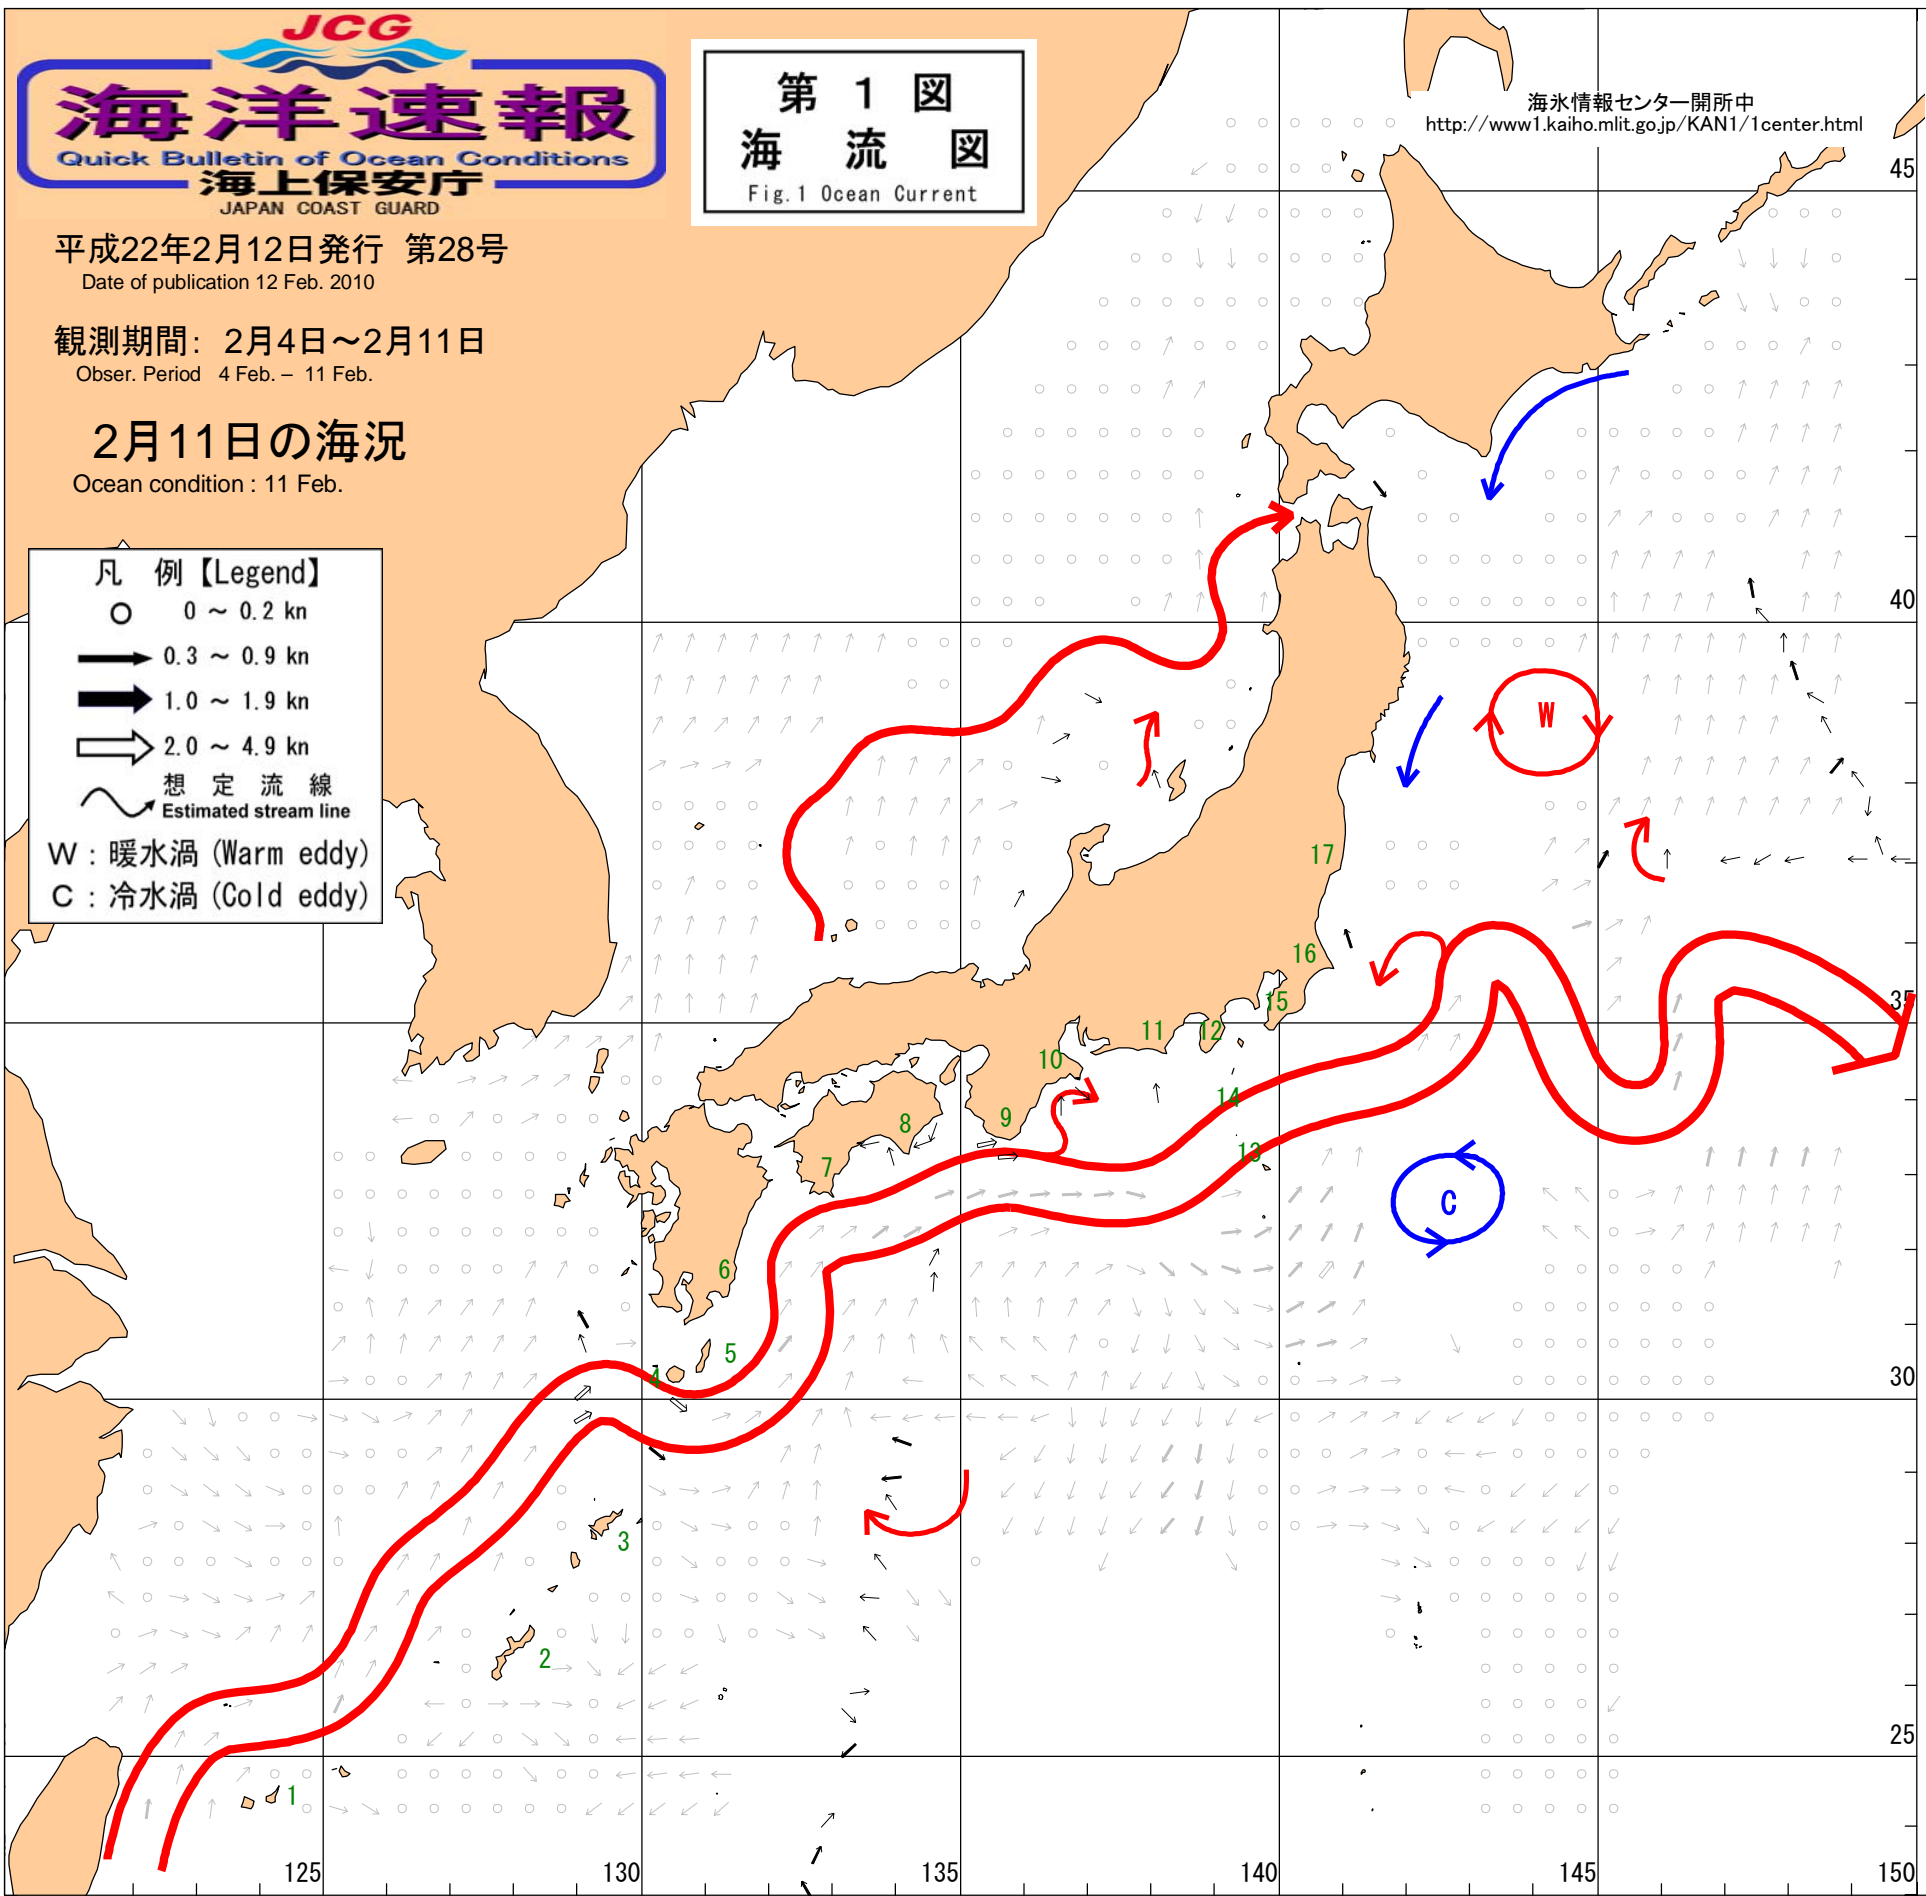 JCG
海洋速報
Quick Bulletin of Ocean Conditions
海上保安庁
JAPAN COAST GUARD
第 1 図
海 流 図
Fig.1 Ocean Current
海氷情報センター開所中
http://www1.kaiho.mlit.go.jp/KAN1/1center.html
平成22年2月12日発行 第28号
Date of publication 12 Feb. 2010
観測期間: 2月4日～2月11日
Obser. Period 4 Feb. – 11 Feb.
2月11日の海況
Ocean condition : 11 Feb.
凡 例【Legend】
0 ～ 0.2 kn
0.3 ～ 0.9 kn
1.0 ～ 1.9 kn
2.0 ～ 4.9 kn
想 定 流 線
Estimated stream line
W : 暖水渦 (Warm eddy)
C : 冷水渦 (Cold eddy)
45
40
W
17
16
15
35
12
11
10
14
9
8
13
7
C
6
5
4
30
3
2
25
1
125
130
135
140
145
150